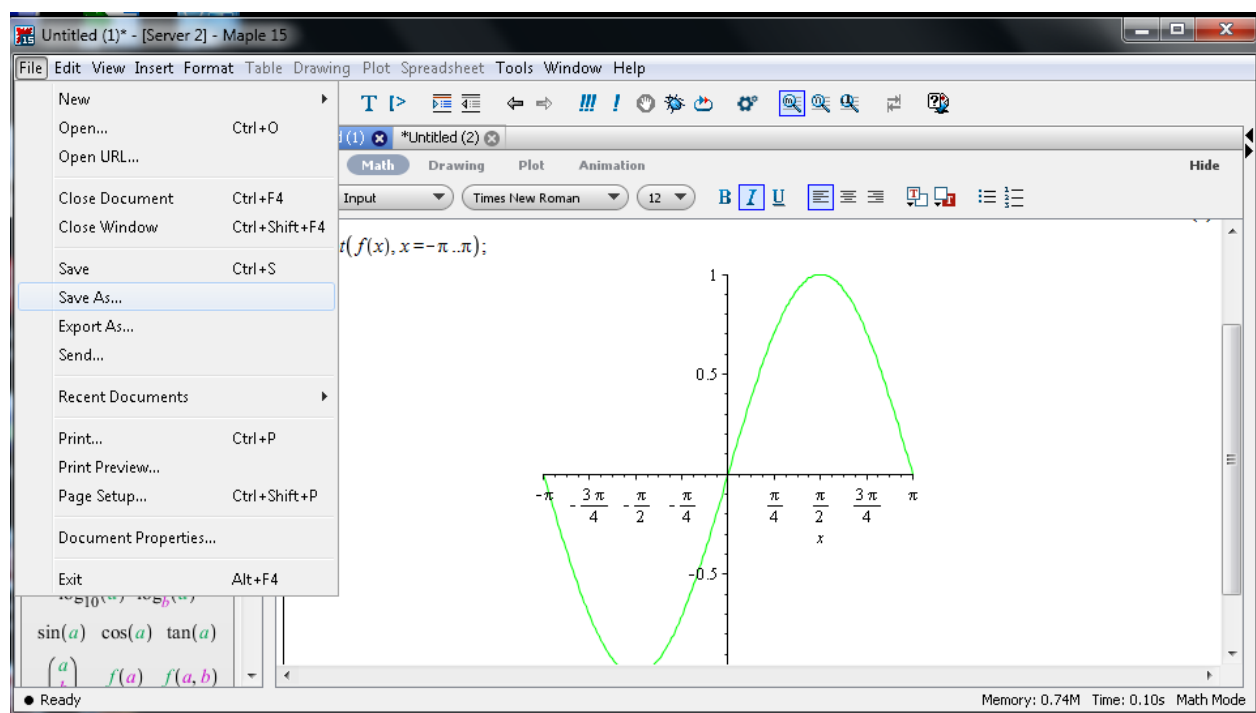 Untitled (1)* - [Server 2] - Maple 15
File Edit View Insert Format Table Drawing Plot Spreadsheet Tools Window Help
New
Open... Ctrl+O
Open URL...
Close Document Ctrl+F4
Close Window Ctrl+Shift+F4
Save Ctrl+S
Save As...
Export As...
Send...
Recent Documents
Print... Ctrl+P
Print Preview...
Page Setup... Ctrl+Shift+P
Document Properties...
Exit Alt+F4
T [> !!! !
(1) *Untitled (2)
Math Drawing Plot Animation Hide
Input Times New Roman 12 B I U
t(f(x), x=-π..π);
1
0.5
-π -3π/4 -π/2 -π/4 π/4 π/2 3π/4 π
x
-0.5
sin(a) cos(a) tan(a)
f(a) f(a,b)
Ready Memory: 0.74M Time: 0.10s Math Mode